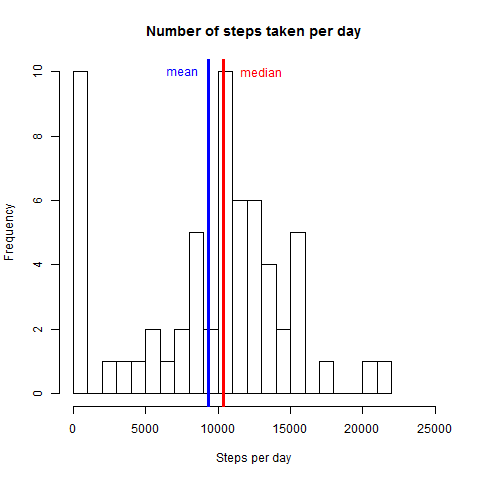 Number of steps taken per day
mean
median
Frequency
10
8
6
4
2
0
0 5000 10000 15000 20000 25000
Steps per day